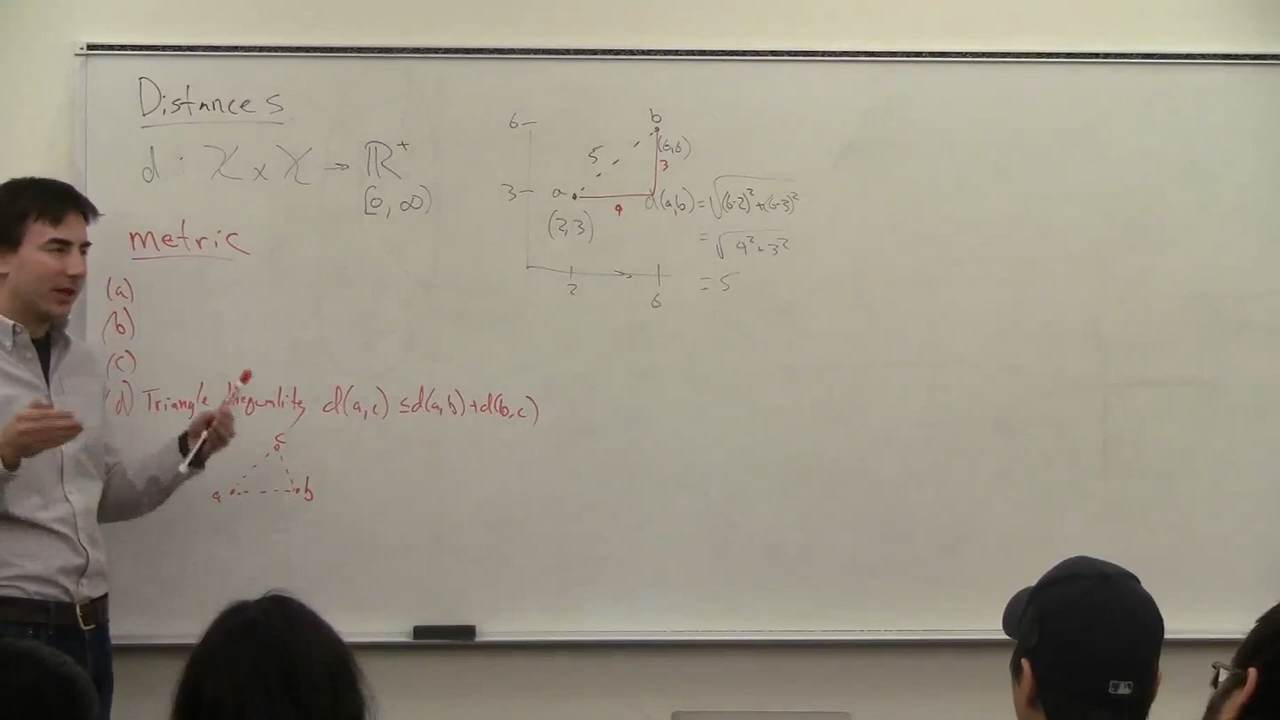 Distances
d : X × X → ℝ⁺
[0, ∞)
metric
(a)
(b)
(c)
(d) Triangle Inequality d(a,c) ≤ d(a,b) + d(b,c)
c
a b
6
b
(6,6)
5
3
3
a
4
(2,3)
d(a,b) = √((6-2)² + (6-3)²)
= √(4² + 3²)
= 5
2
6